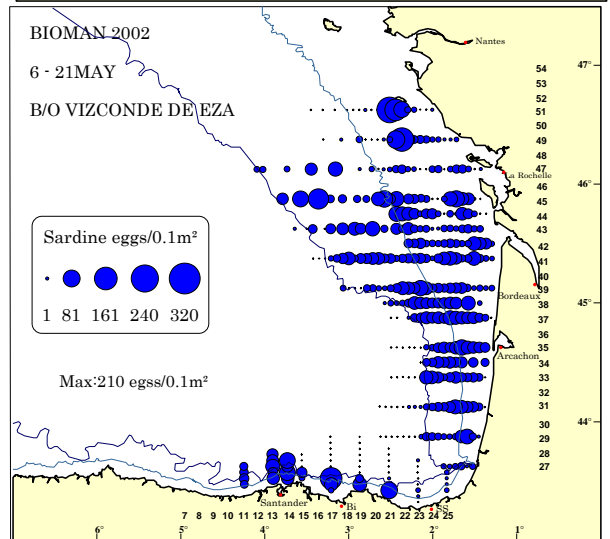 BIOMAN 2002
6 - 21MAY
B/O VIZCONDE DE EZA
Nantes
47°
54
53
52
51
50
49
48
47
La Rochelle
46
46°
45
44
43
42
41
40
39
Bordeaux
38
45°
37
36
35
Arcachon
34
33
32
31
44°
30
29
28
27
Sardine eggs/0.1m²
1 81 161 240 320
Max:210 egss/0.1m²
Santander
Bi
SS
7 8 9 10 11 12 13 14 15 16 17 18 19 20 21 22 23 24 25
6° 5° 4° 3° 2° 1°